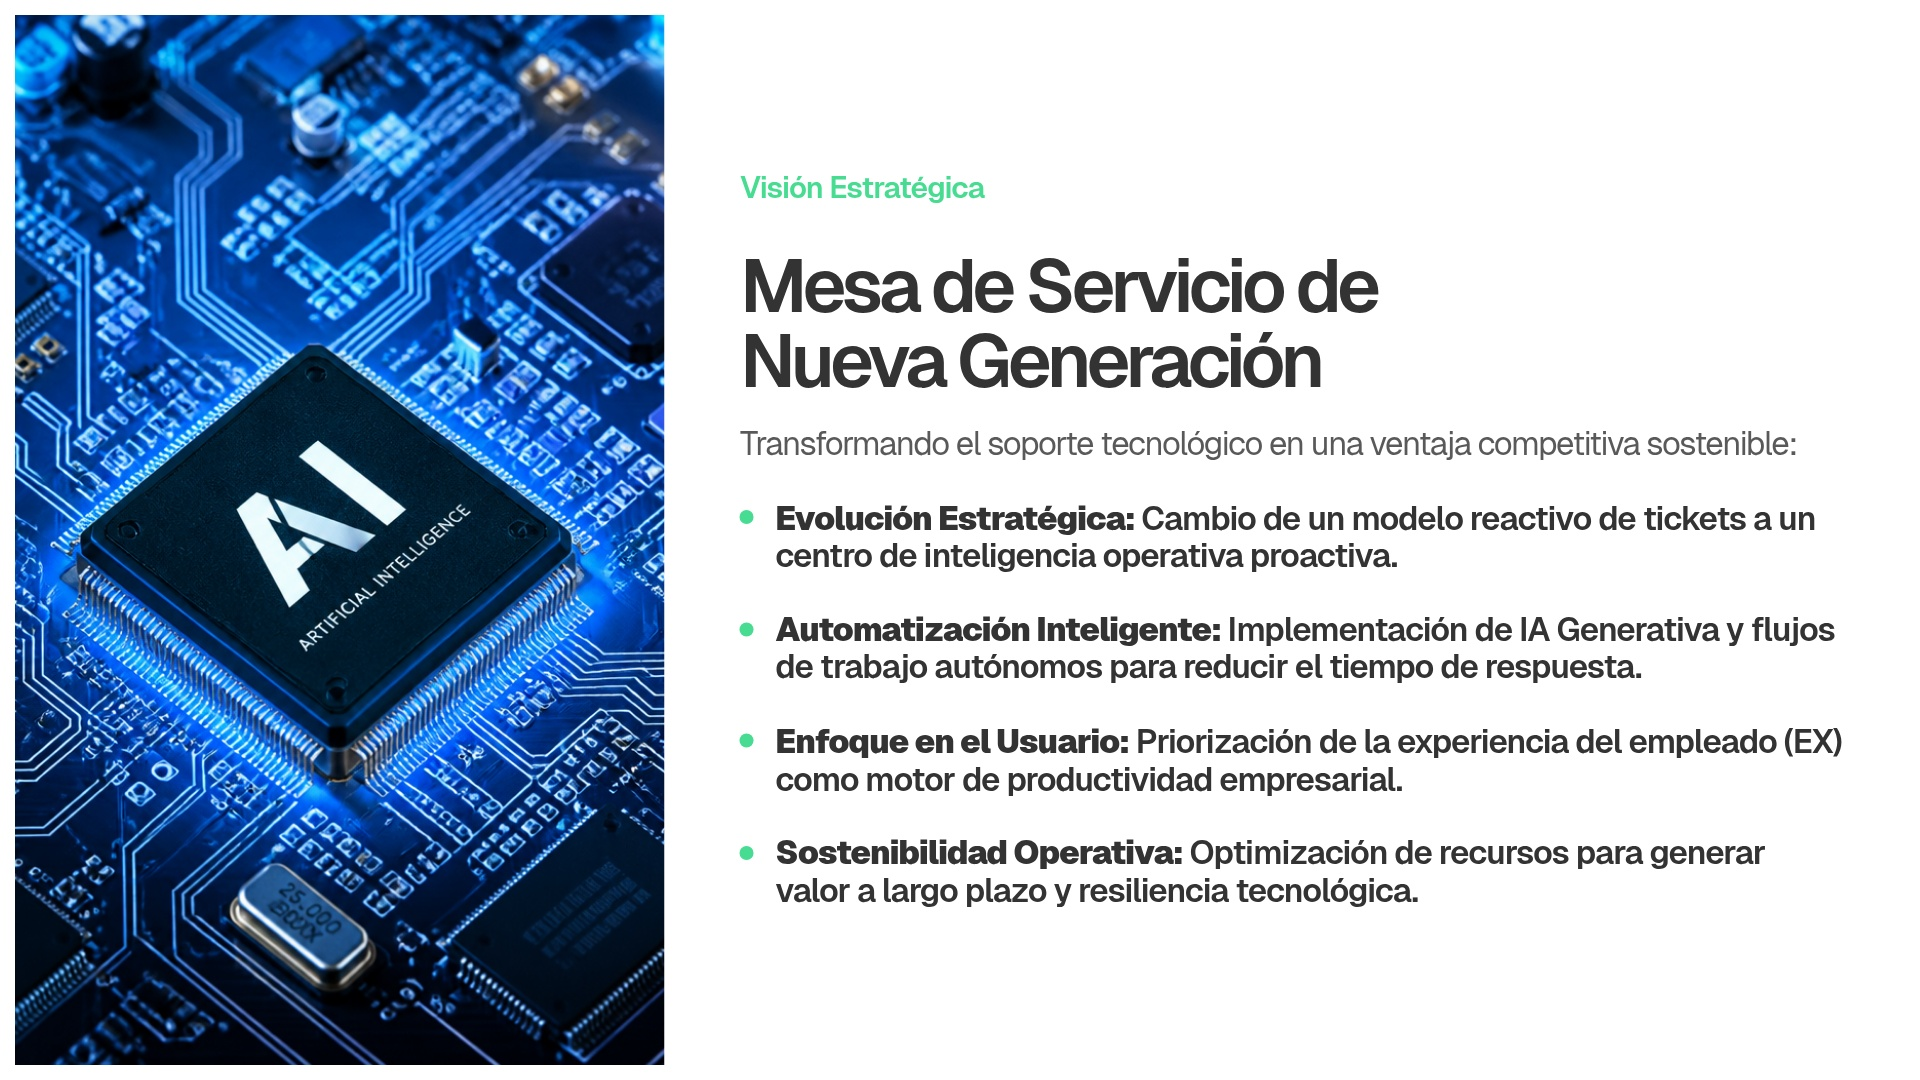 AI
ARTIFICIAL INTELLIGENCE
25.000
Visión Estratégica
Mesa de Servicio de
Nueva Generación
Transformando el soporte tecnológico en una ventaja competitiva sostenible:
Evolución Estratégica: Cambio de un modelo reactivo de tickets a un
centro de inteligencia operativa proactiva.
Automatización Inteligente: Implementación de IA Generativa y flujos
de trabajo autónomos para reducir el tiempo de respuesta.
Enfoque en el Usuario: Priorización de la experiencia del empleado (EX)
como motor de productividad empresarial.
Sostenibilidad Operativa: Optimización de recursos para generar
valor a largo plazo y resiliencia tecnológica.